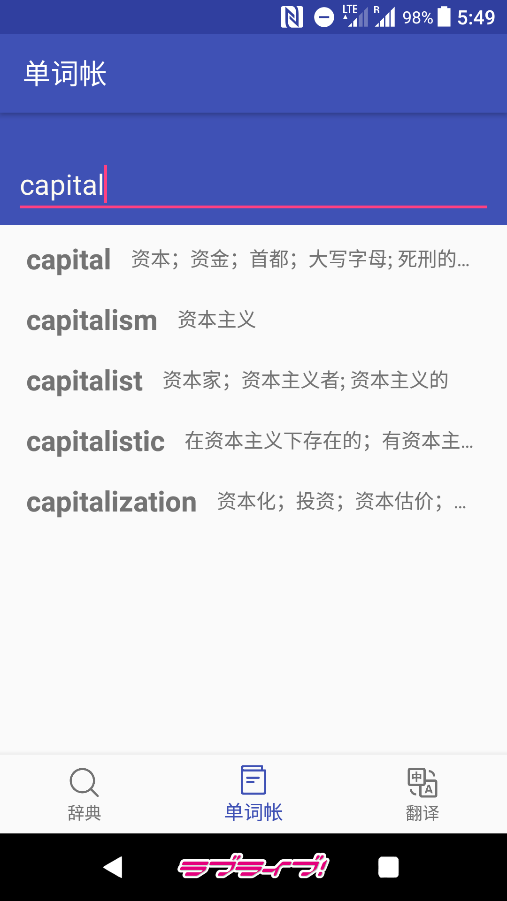 LTE R 98% 5:49
单词帐
capital
capital 资本；资金；首都；大写字母; 死刑的...
capitalism 资本主义
capitalist 资本家；资本主义者; 资本主义的
capitalistic 在资本主义下存在的；有资本主...
capitalization 资本化；投资；资本估价；...
中 A
辞典 单词帐 翻译
ラブライブ!